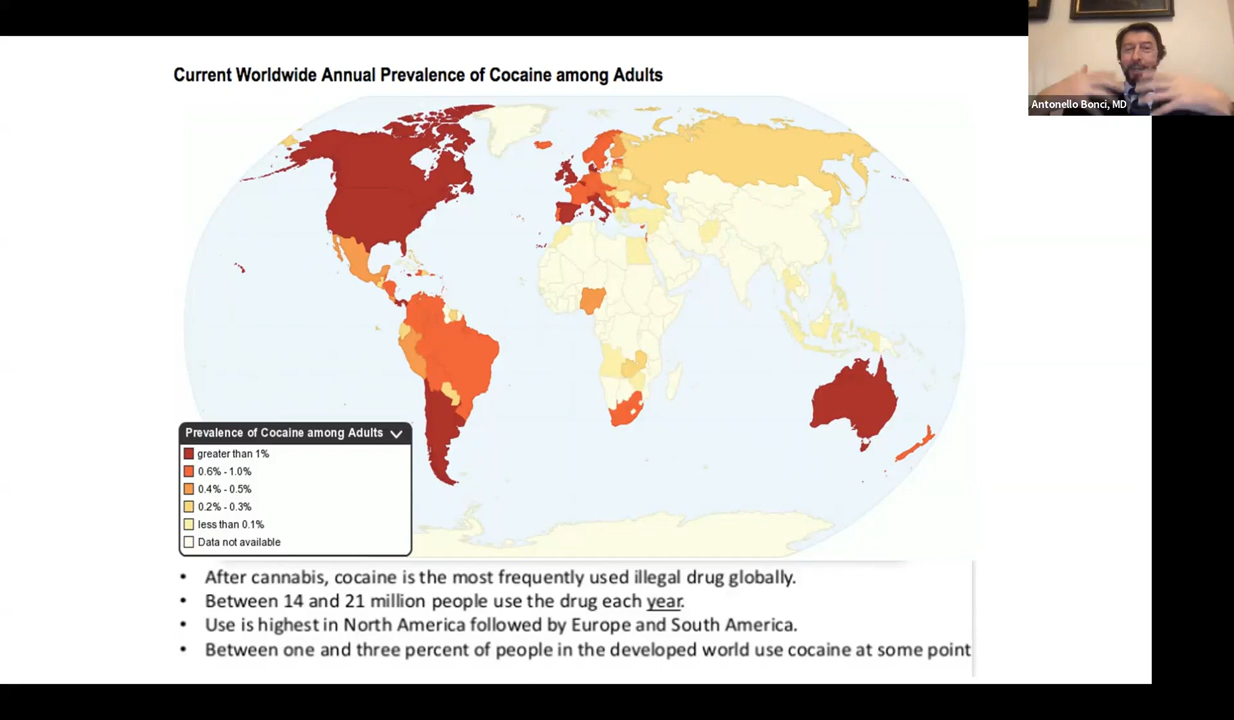 Current Worldwide Annual Prevalence of Cocaine among Adults
Antonello Bonci, MD
Prevalence of Cocaine among Adults
greater than 1%
0.6% - 1.0%
0.4% - 0.5%
0.2% - 0.3%
less than 0.1%
Data not available
• After cannabis, cocaine is the most frequently used illegal drug globally.
• Between 14 and 21 million people use the drug each year.
• Use is highest in North America followed by Europe and South America.
• Between one and three percent of people in the developed world use cocaine at some point